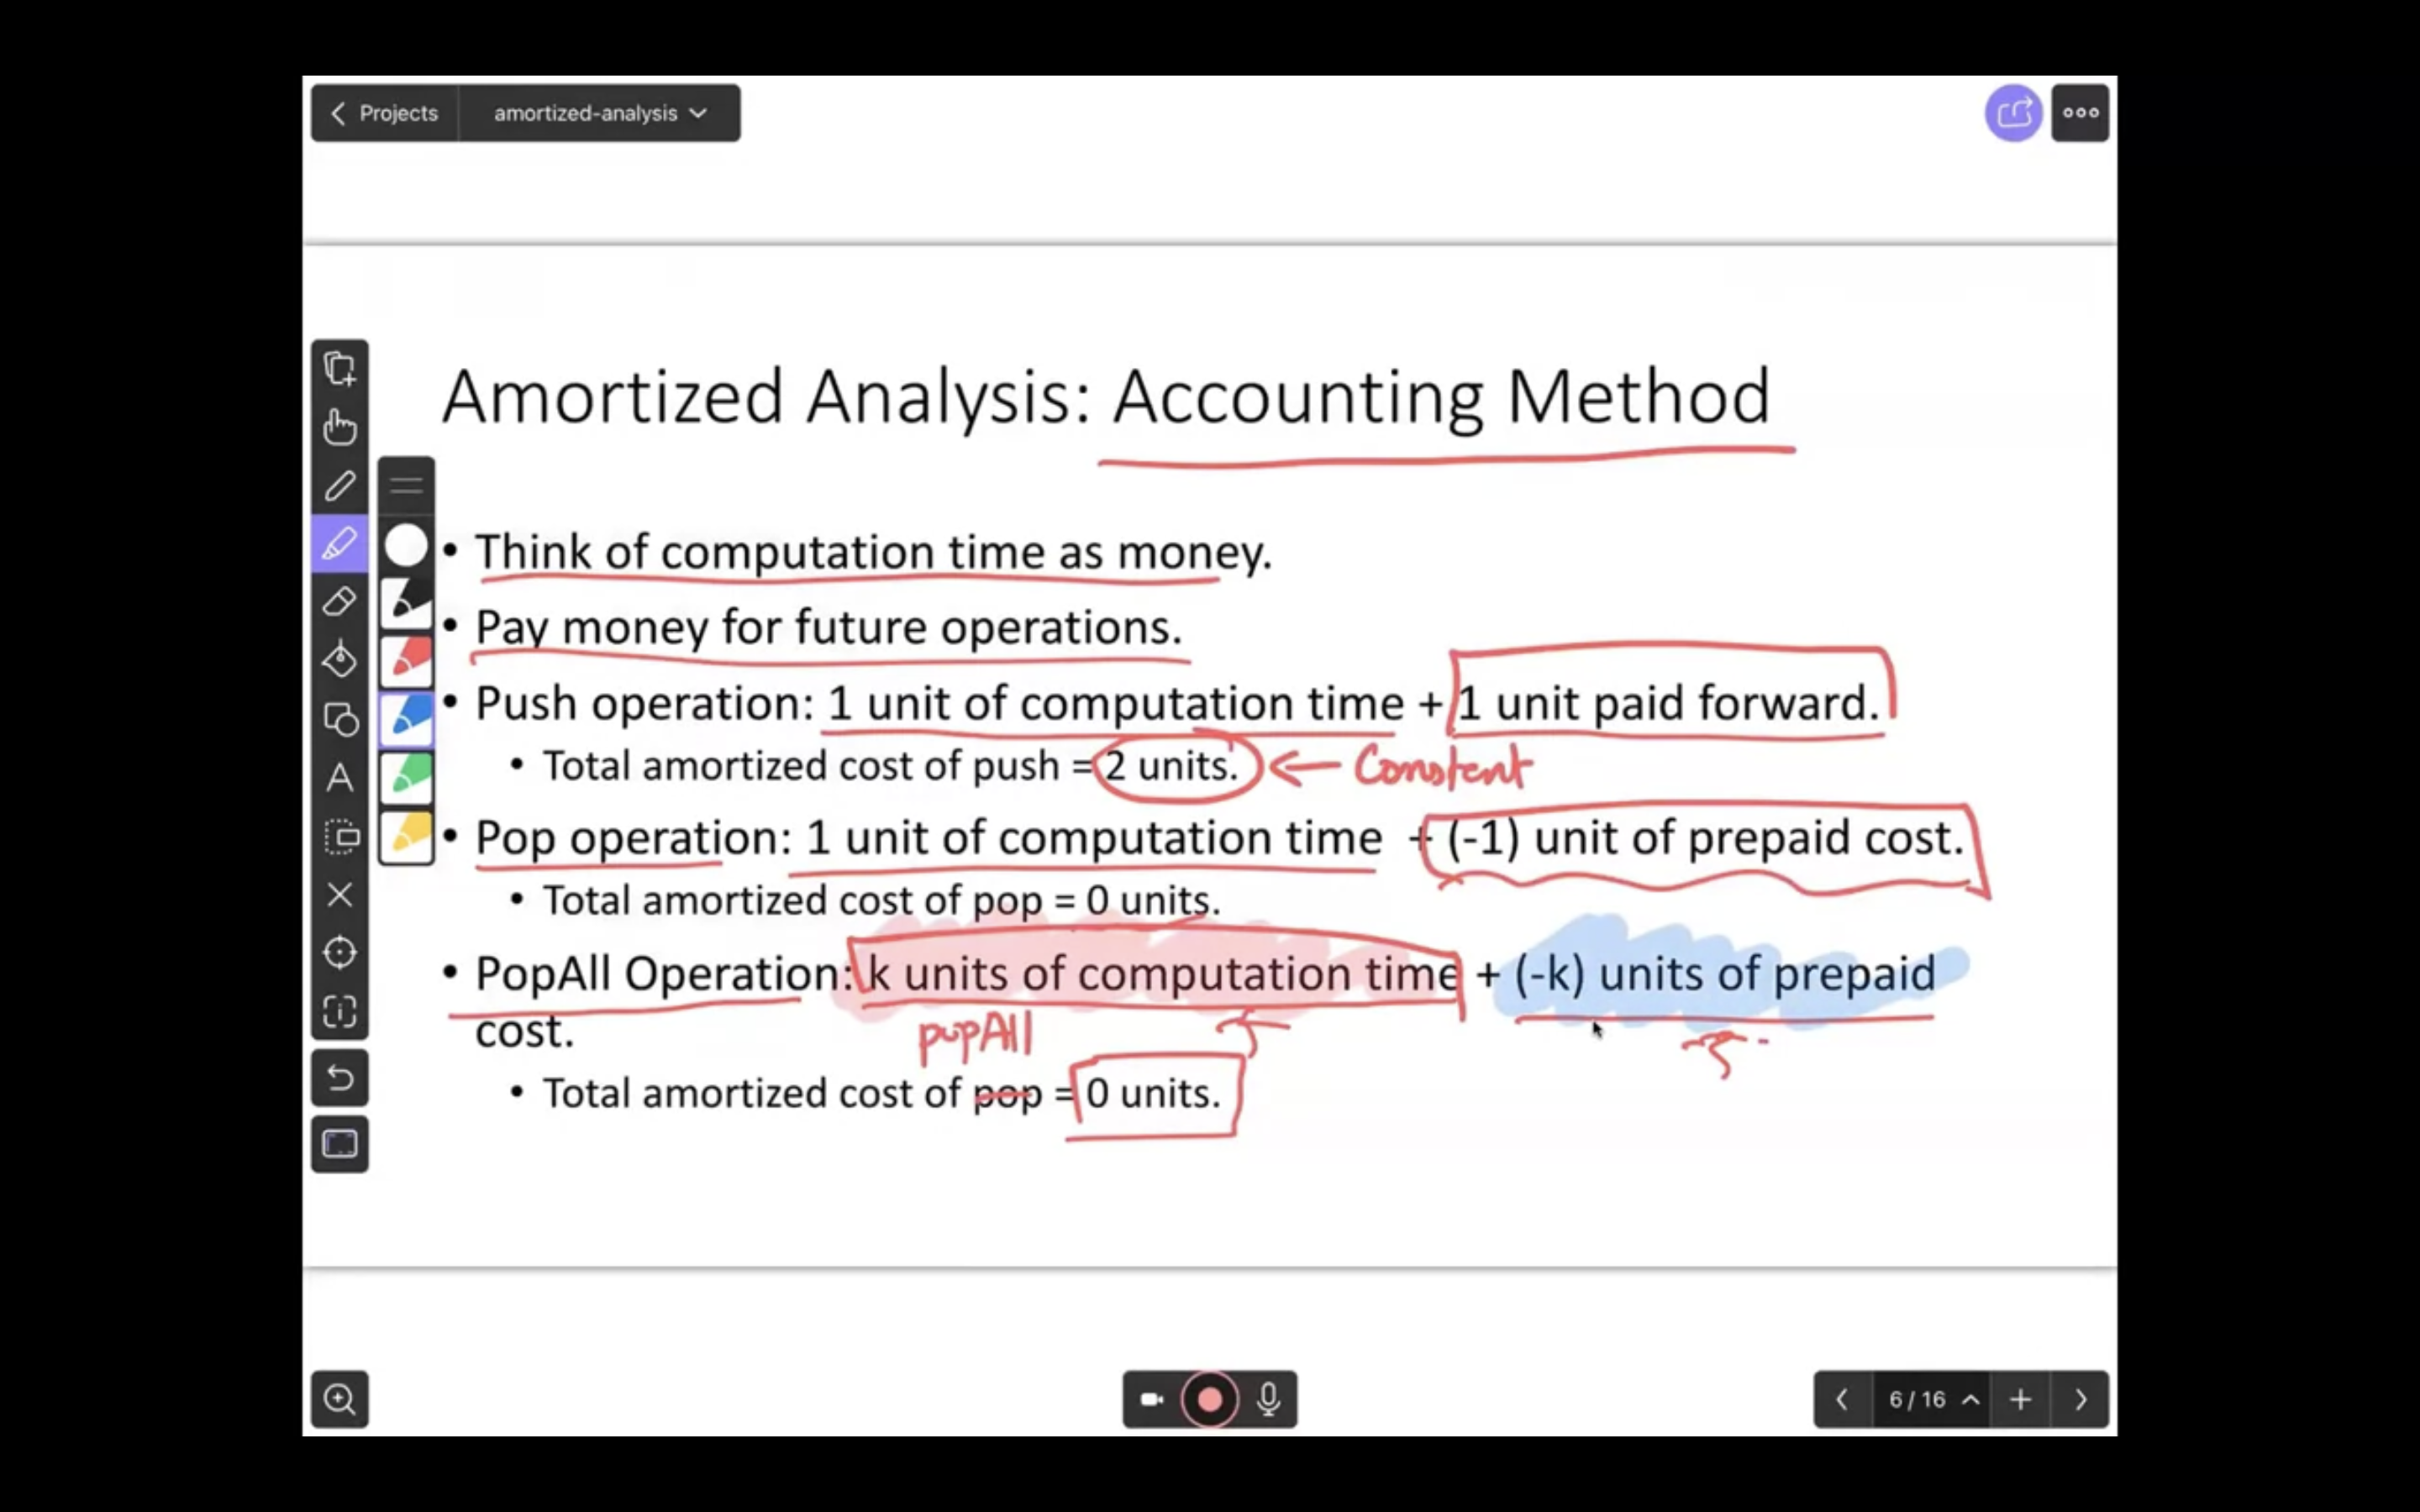 Projects amortized-analysis
Amortized Analysis: Accounting Method
• Think of computation time as money.
• Pay money for future operations.
• Push operation: 1 unit of computation time + 1 unit paid forward.
• Total amortized cost of push = 2 units. ← Constent
• Pop operation: 1 unit of computation time + (-1) unit of prepaid cost.
• Total amortized cost of pop = 0 units.
• PopAll Operation: k units of computation time + (-k) units of prepaid
cost.
popAll
• Total amortized cost of pop = 0 units.
6 / 16